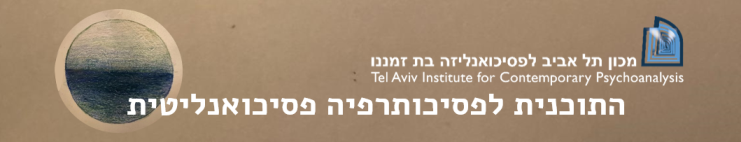 מכון תל אביב לפסיכואנליזה בת זמננו
Tel Aviv Institute for Contemporary Psychoanalysis
התוכנית לפסיכותרפיה פסיכואנליטית